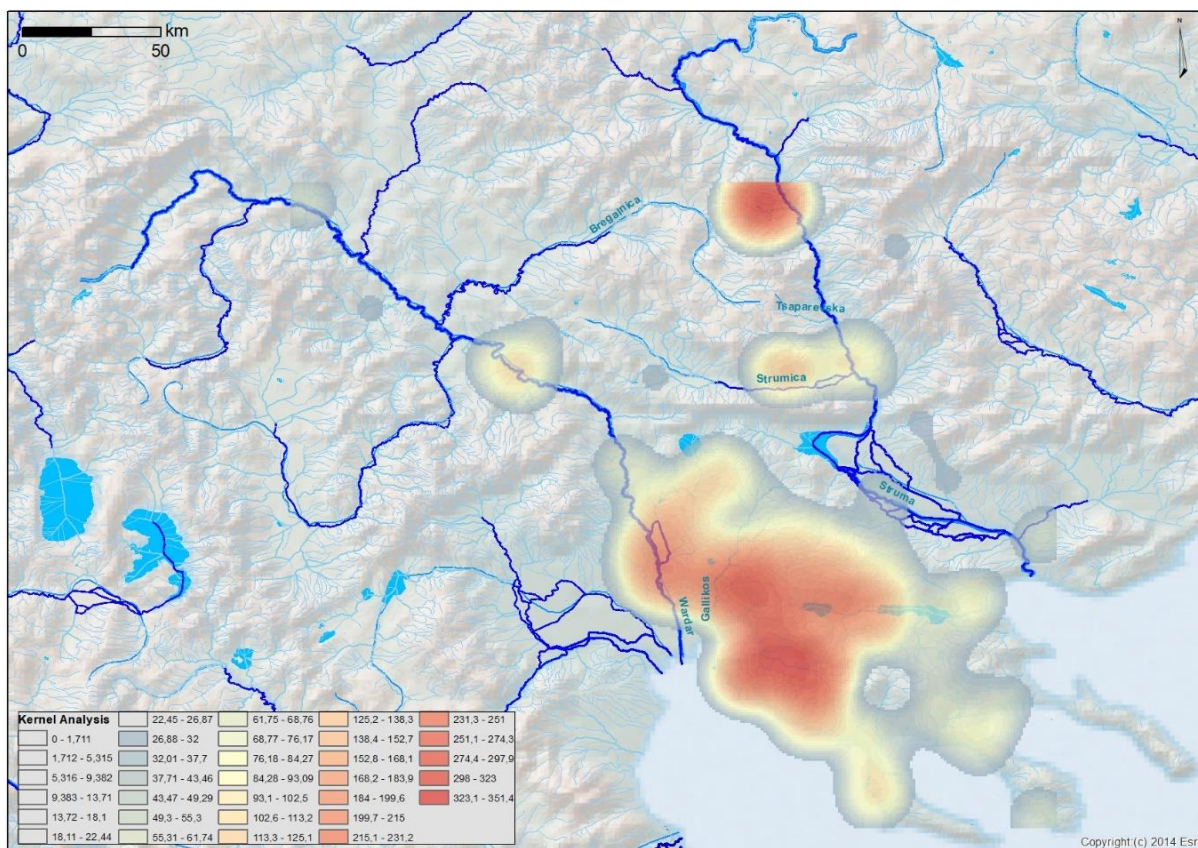 km
0 50
N
Bregalnica
Tsaparevska
Strumica
Struma
Wardar
Gallikos
Kernel Analysis
0 - 1,711
1,712 - 5,315
5,316 - 9,382
9,383 - 13,71
13,72 - 18,1
18,11 - 22,44
22,45 - 26,87
26,88 - 32
32,01 - 37,7
37,71 - 43,46
43,47 - 49,29
49,3 - 55,3
55,31 - 61,74
61,75 - 68,76
68,77 - 76,17
76,18 - 84,27
84,28 - 93,09
93,1 - 102,5
102,6 - 113,2
113,3 - 125,1
125,2 - 138,3
138,4 - 152,7
152,8 - 168,1
168,2 - 183,9
184 - 199,6
199,7 - 215
215,1 - 231,2
231,3 - 251
251,1 - 274,3
274,4 - 297,9
298 - 323
323,1 - 351,4
Copyright:(c) 2014 Esr